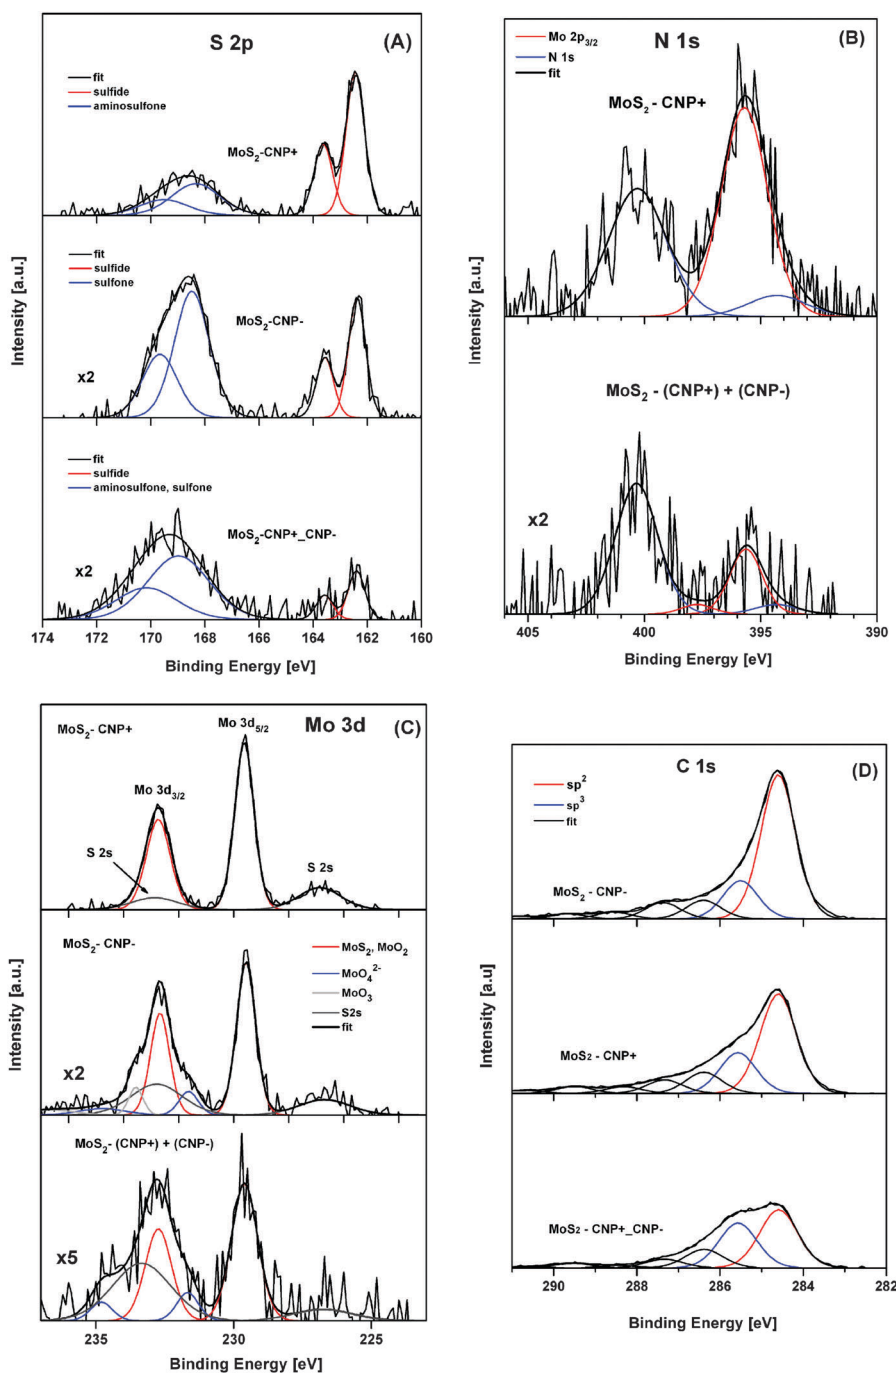 S 2p
(A)
fit
sulfide
aminosulfone
MoS2-CNP+
fit
sulfide
sulfone
MoS2-CNP-
x2
fit
sulfide
aminosulfone, sulfone
MoS2-CNP+_CNP-
x2
174 172 170 168 166 164 162 160
Binding Energy [eV]
Intensity [a.u.]
N 1s
(B)
Mo 2p3/2
N 1s
fit
MoS2 - CNP+
MoS2 - (CNP+) + (CNP-)
x2
405 400 395 390
Binding Energy [eV]
Intensity [a.u.]
Mo 3d
(C)
MoS2- CNP+
Mo 3d5/2
Mo 3d3/2
S 2s
S 2s
MoS2- CNP-
MoS2, MoO2
MoO4 2-
MoO3
S2s
fit
x2
MoS2- (CNP+) + (CNP-)
x5
235 230 225
Binding Energy [eV]
Intensity [a.u.]
C 1s
(D)
sp2
sp3
fit
MoS2 - CNP-
MoS2 - CNP+
MoS2 - CNP+_CNP-
290 288 286 284 282
Binding Energy [eV]
Intensity [a.u]